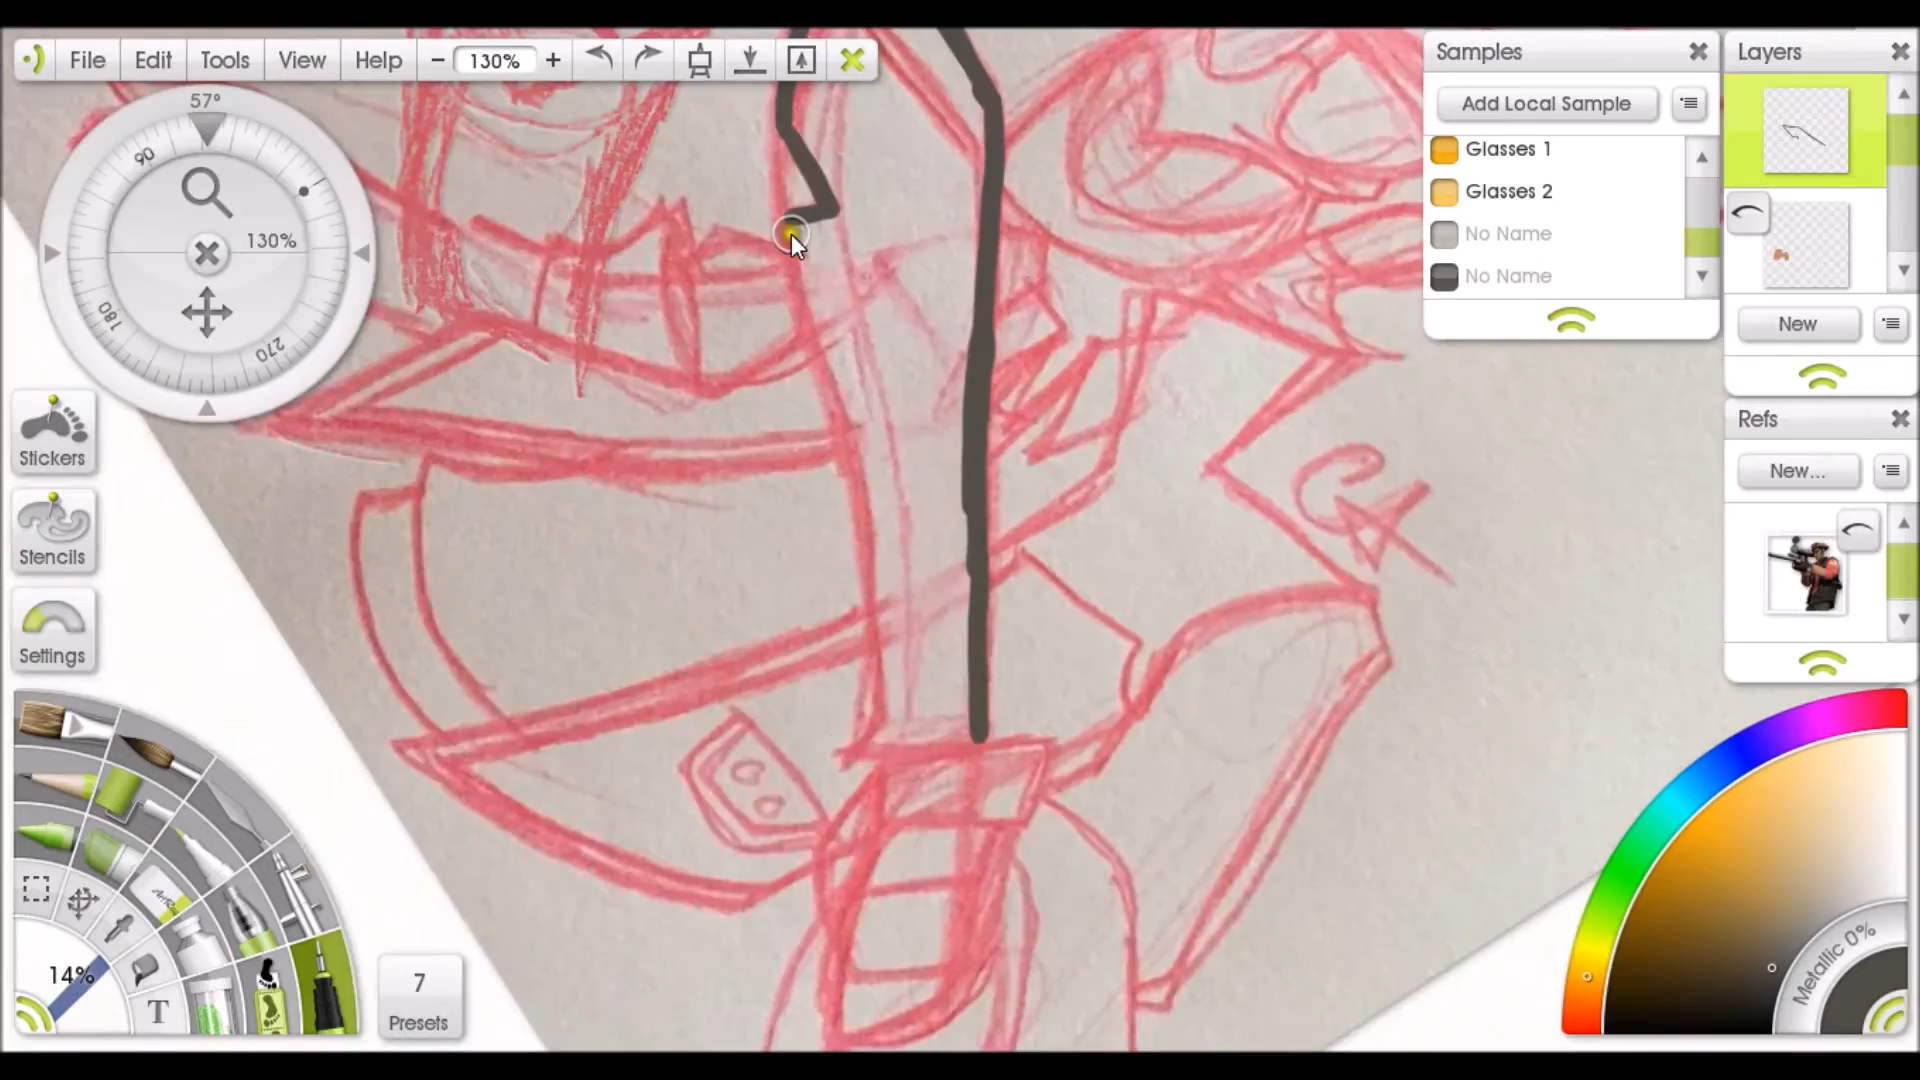 File Edit Tools View Help - 130% +
57°
90
130%
180
270
Stickers
Stencils
Settings
14%
T
7
Presets
Samples
Add Local Sample
Glasses 1
Glasses 2
No Name
No Name
Layers
New
Refs
New...
Metallic 0%